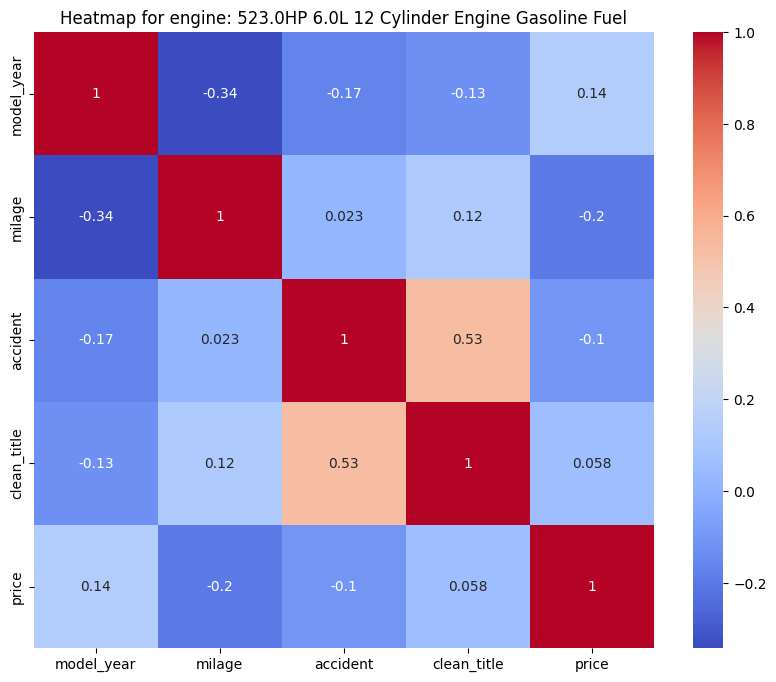 Heatmap for engine: 523.0HP 6.0L 12 Cylinder Engine Gasoline Fuel
model_year
1
-0.34
-0.17
-0.13
0.14
milage
-0.34
1
0.023
0.12
-0.2
accident
-0.17
0.023
1
0.53
-0.1
clean_title
-0.13
0.12
0.53
1
0.058
price
0.14
-0.2
-0.1
0.058
1
model_year
milage
accident
clean_title
price
1.0
0.8
0.6
0.4
0.2
0.0
−0.2